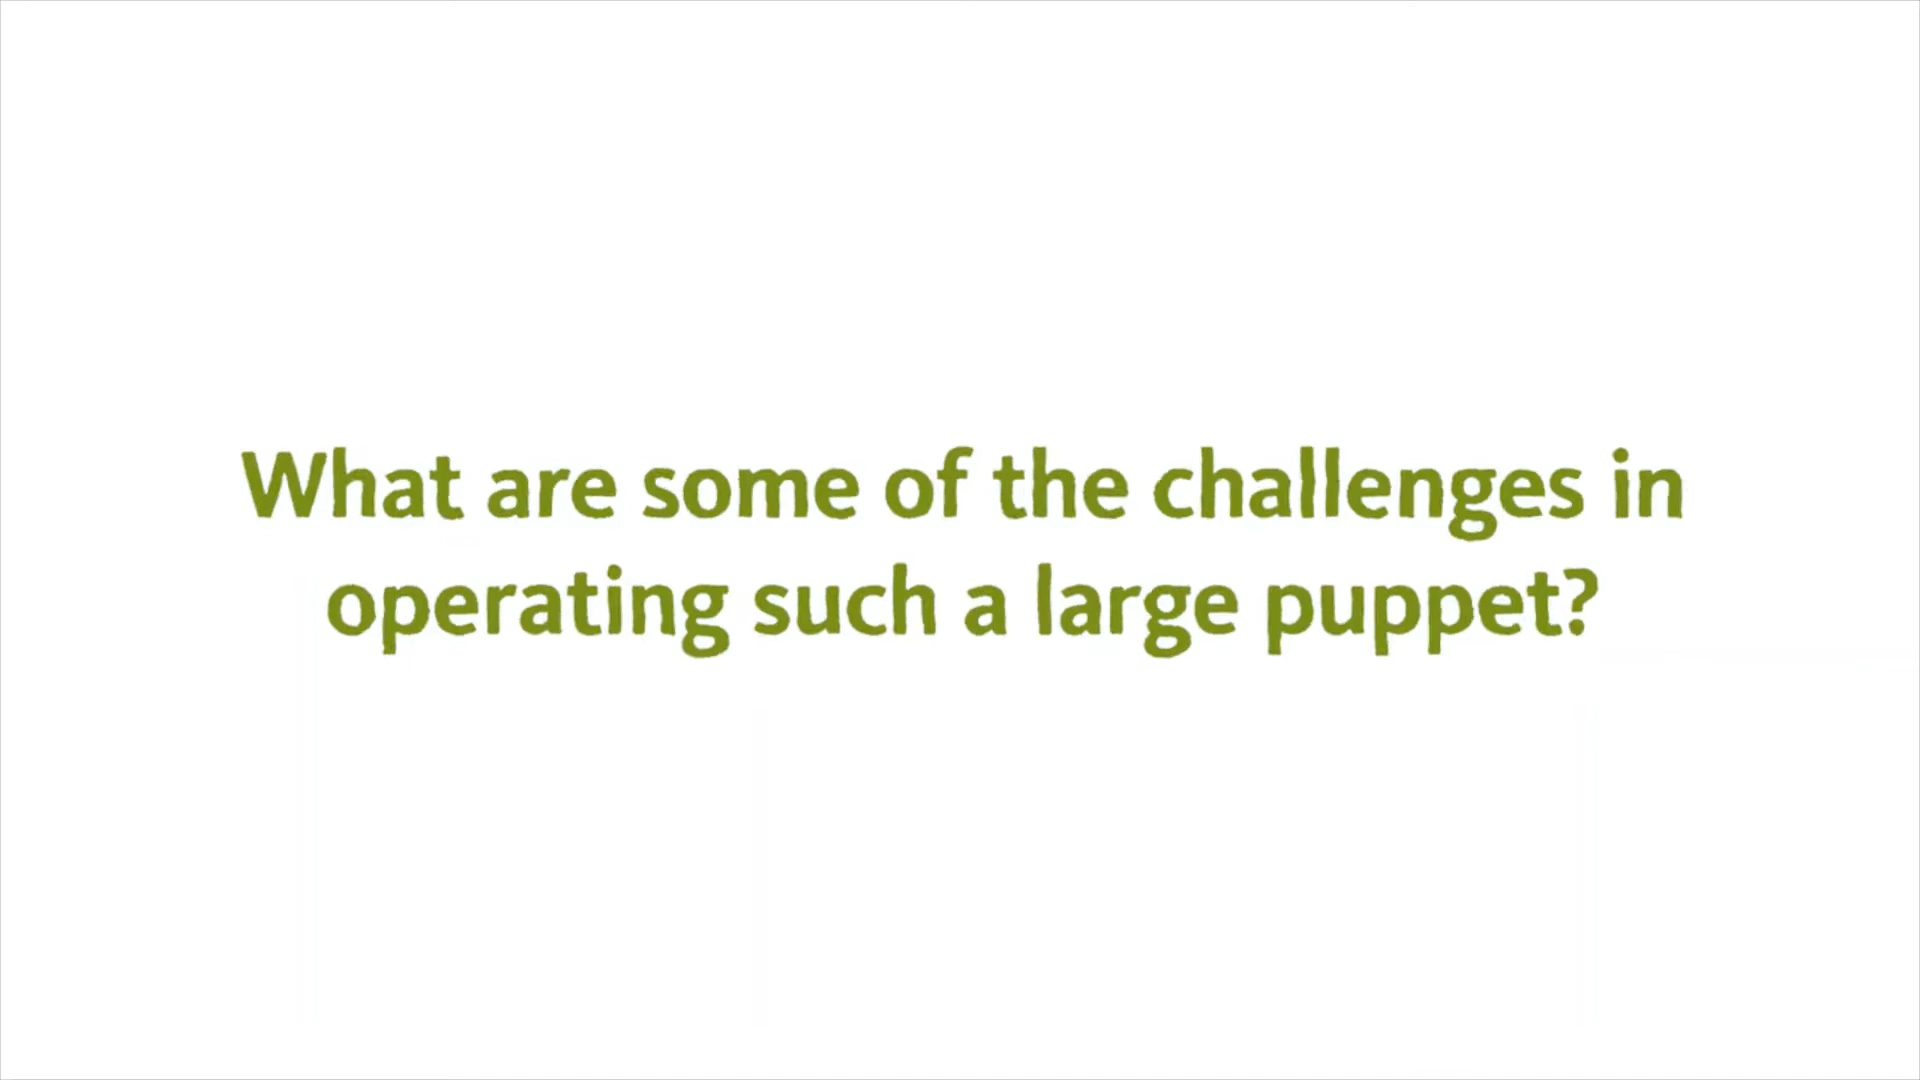 What are some of the challenges in
operating such a large puppet?